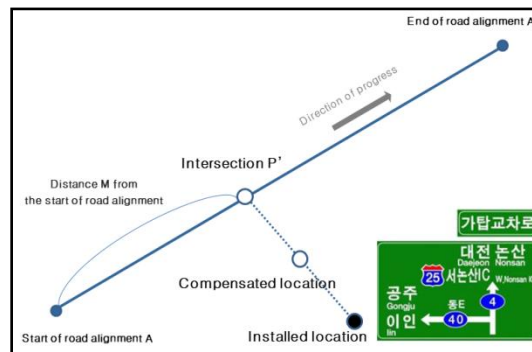 End of road alignment A
Direction of progress
Intersection P'
Distance M from
the start of road alignment
Compensated location
Start of road alignment A
Installed location
가탑교차로
대전 논산
Daejeon Nonsan
25 서논산IC W.Nonsan IC
공주
Gongju
4
동E
이인
Iin
40